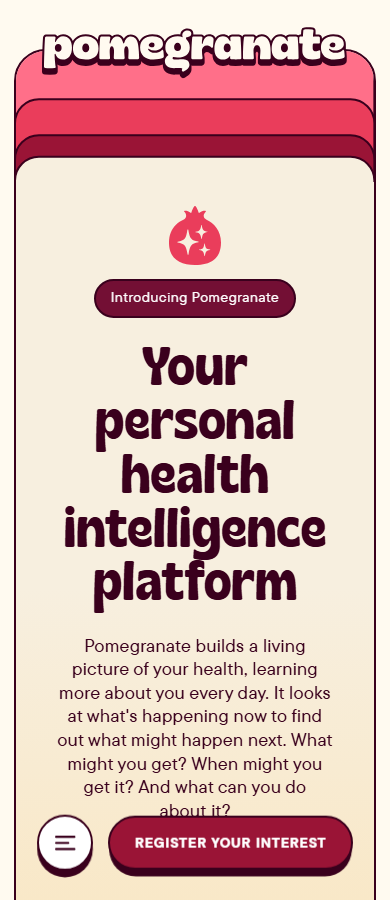 pomegranate
Introducing Pomegranate
Your
personal
health
intelligence
platform
Pomegranate builds a living
picture of your health, learning
more about you every day. It looks
at what's happening now to find
out what might happen next. What
might you get? When might you
get it? And what can you do
about it?
REGISTER YOUR INTEREST